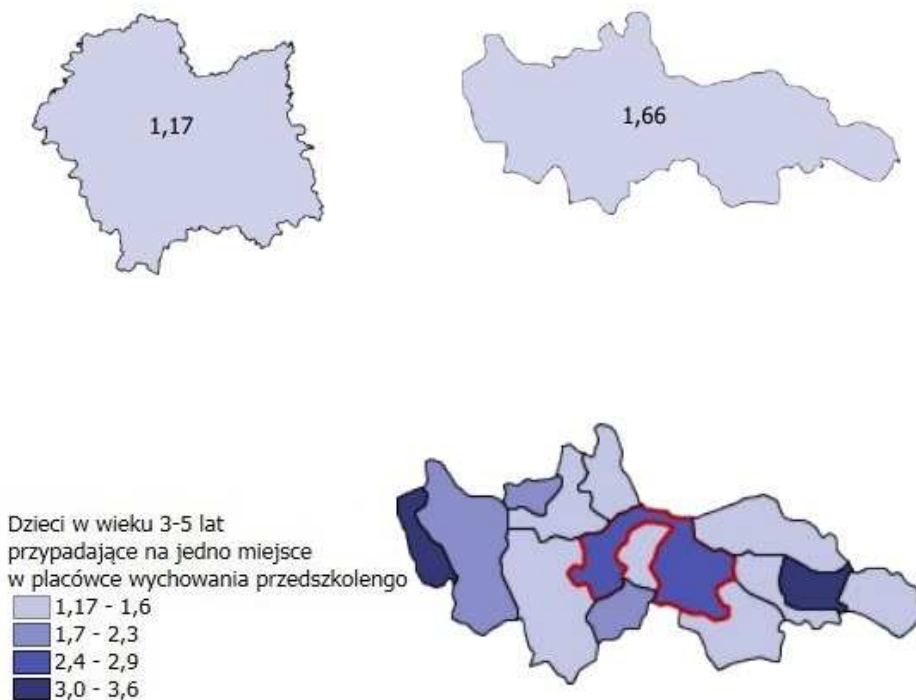 1,17
1,66
Dzieci w wieku 3-5 lat
przypadające na jedno miejsce
w placówce wychowania przedszkolengo
1,17 - 1,6
1,7 - 2,3
2,4 - 2,9
3,0 - 3,6